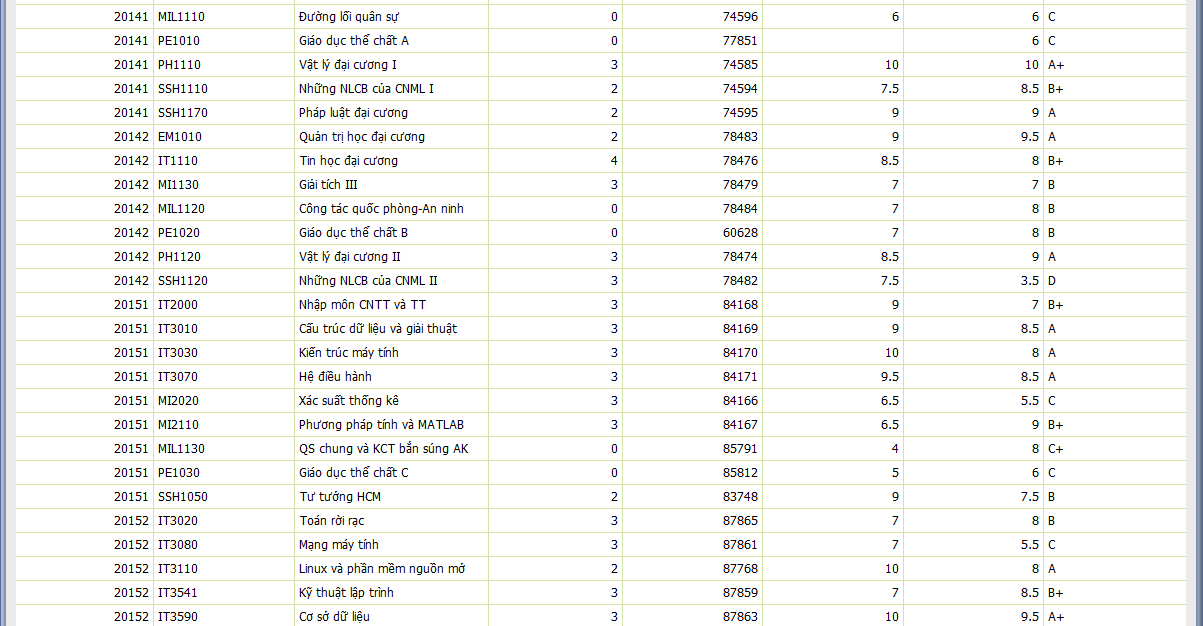 20141 MIL1110 Đường lối quân sự 0 74596 6 6 C
20141 PE1010 Giáo dục thể chất A 0 77851 6 C
20141 PH1110 Vật lý đại cương I 3 74585 10 10 A+
20141 SSH1110 Những NLCB của CNML I 2 74594 7.5 8.5 B+
20141 SSH1170 Pháp luật đại cương 2 74595 9 9 A
20142 EM1010 Quản trị học đại cương 2 78483 9 9.5 A
20142 IT1110 Tin học đại cương 4 78476 8.5 8 B+
20142 MI1130 Giải tích III 3 78479 7 7 B
20142 MIL1120 Công tác quốc phòng-An ninh 0 78484 7 8 B
20142 PE1020 Giáo dục thể chất B 0 60628 7 8 B
20142 PH1120 Vật lý đại cương II 3 78474 8.5 9 A
20142 SSH1120 Những NLCB của CNML II 3 78482 7.5 3.5 D
20151 IT2000 Nhập môn CNTT và TT 3 84168 9 7 B+
20151 IT3010 Cấu trúc dữ liệu và giải thuật 3 84169 9 8.5 A
20151 IT3030 Kiến trúc máy tính 3 84170 10 8 A
20151 IT3070 Hệ điều hành 3 84171 9.5 8.5 A
20151 MI2020 Xác suất thống kê 3 84166 6.5 5.5 C
20151 MI2110 Phương pháp tính và MATLAB 3 84167 6.5 9 B+
20151 MIL1130 QS chung và KCT bắn súng AK 0 85791 4 8 C+
20151 PE1030 Giáo dục thể chất C 0 85812 5 6 C
20151 SSH1050 Tư tưởng HCM 2 83748 9 7.5 B
20152 IT3020 Toán rời rạc 3 87865 7 8 B
20152 IT3080 Mạng máy tính 3 87861 7 5.5 C
20152 IT3110 Linux và phần mềm nguồn mở 2 87768 10 8 A
20152 IT3541 Kỹ thuật lập trình 3 87859 7 8.5 B+
20152 IT3590 Cơ sở dữ liệu 3 87863 10 9.5 A+